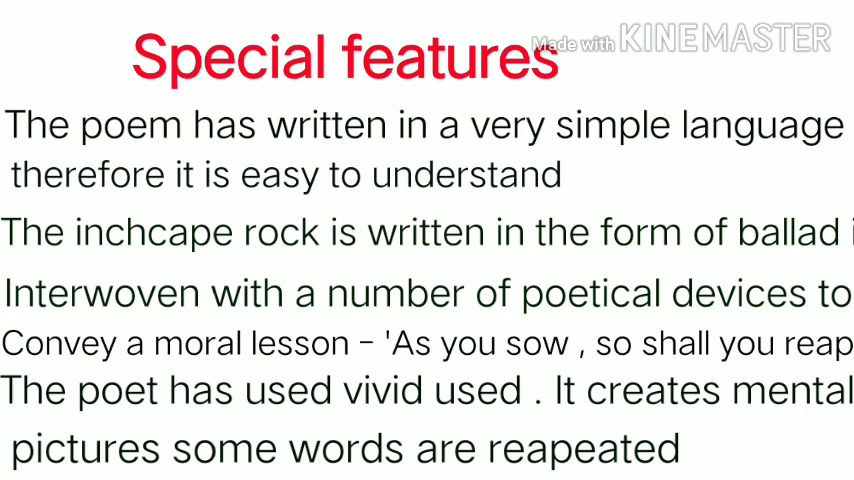 Made with KINEMASTER
Special features
The poem has written in a very simple language
therefore it is easy to understand
The inchcape rock is written in the form of ballad
Interwoven with a number of poetical devices to
Convey a moral lesson - 'As you sow , so shall you reap
The poet has used vivid used . It creates mental
pictures some words are reapeated